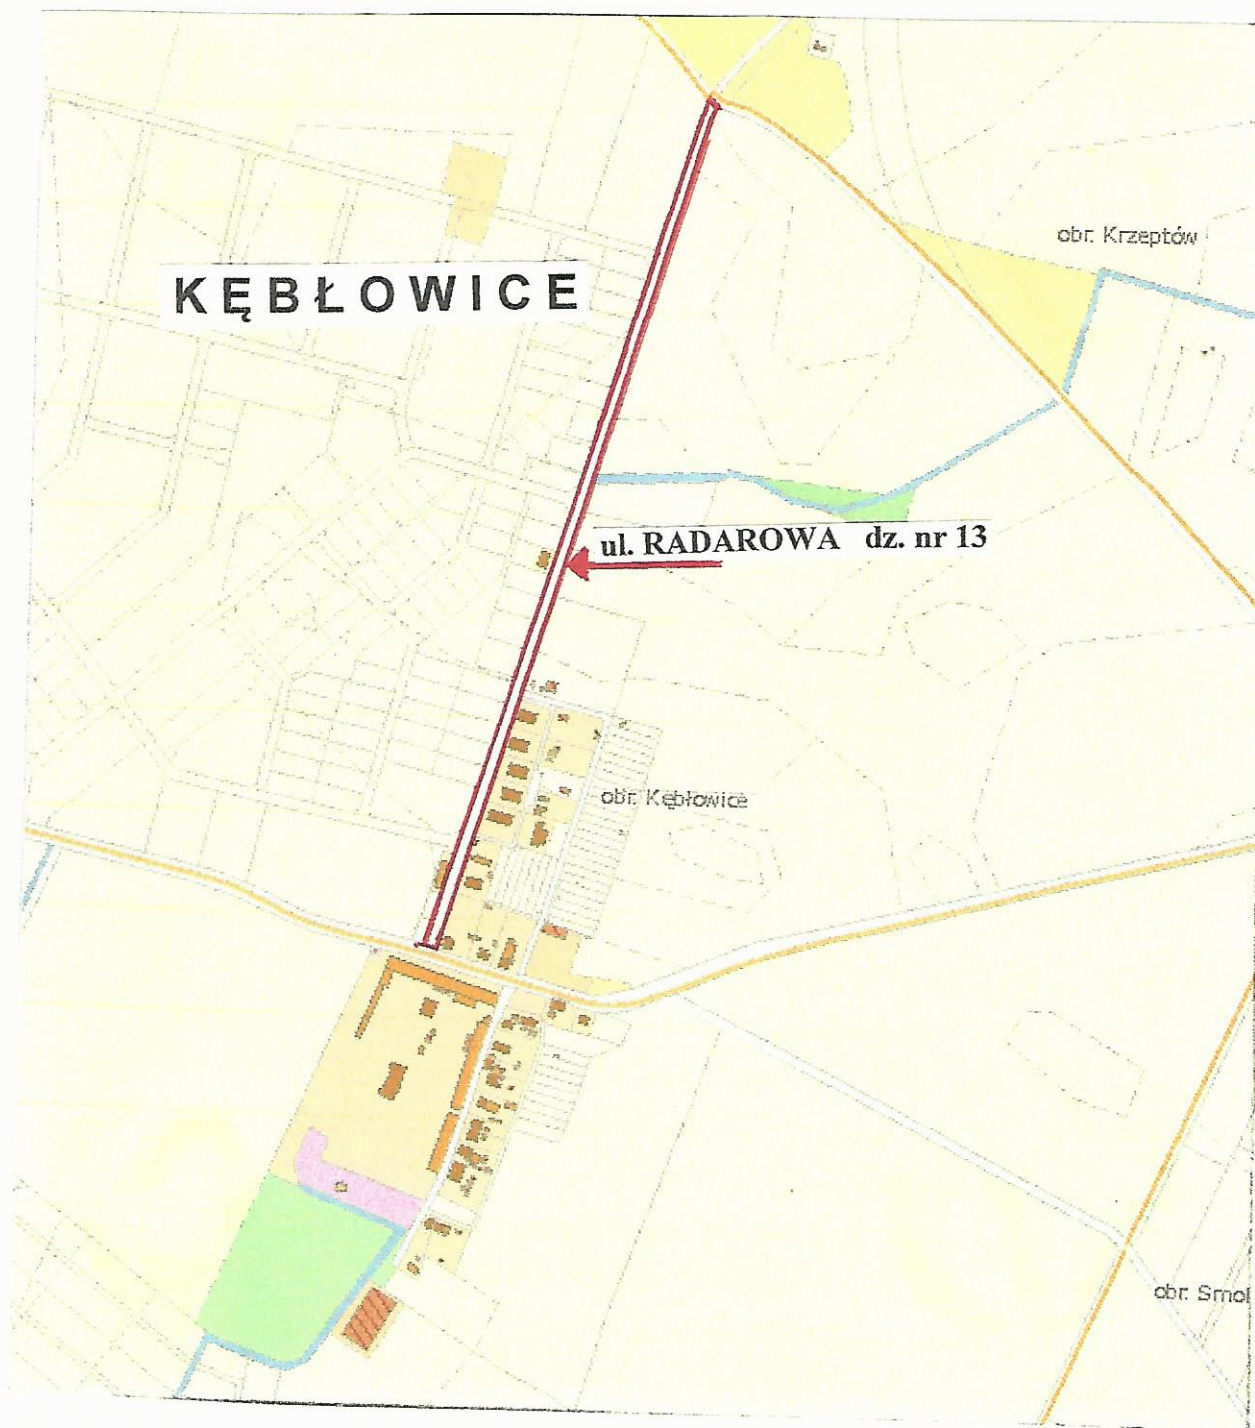 obr. Krzeptów
KĘBŁOWICE
ul. RADAROWA dz. nr 13
obr. Kębłowice
obr. Smol